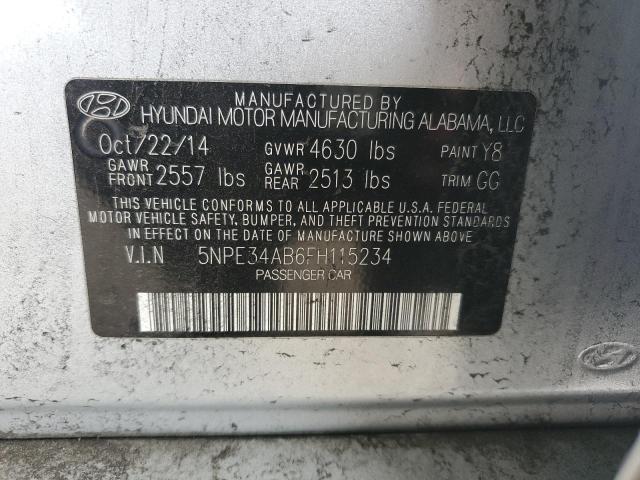 MANUFACTURED BY
HYUNDAI MOTOR MANUFACTURING ALABAMA, LLC
Oct/22/14 GVWR 4630 lbs PAINT Y8
GAWR FRONT 2557 lbs GAWR REAR 2513 lbs TRIM GG
THIS VEHICLE CONFORMS TO ALL APPLICABLE U.S.A. FEDERAL
MOTOR VEHICLE SAFETY, BUMPER, AND THEFT PREVENTION STANDARDS
IN EFFECT ON THE DATE OF MANUFACTURE SHOWN ABOVE
V.I.N 5NPE34AB6FH115234
PASSENGER CAR